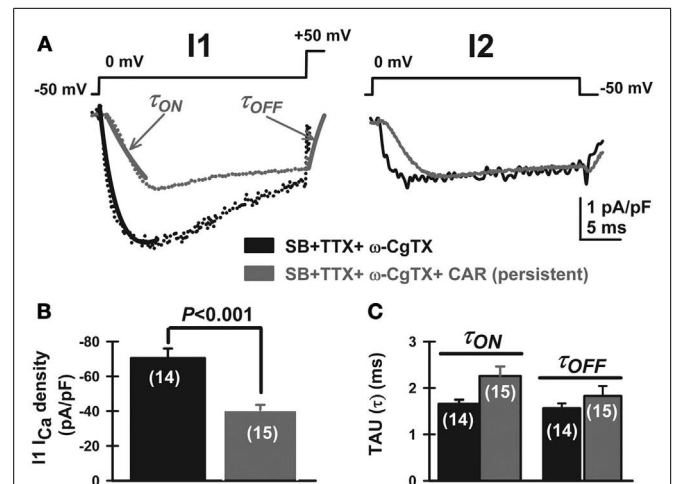 A
I1
I2
+50 mV
0 mV
-50 mV
0 mV
-50 mV
τON
τOFF
1 pA/pF
5 ms
SB+TTX+ ω-CgTX
SB+TTX+ ω-CgTX+ CAR (persistent)
B
P<0.001
I1 ICa density
(pA/pF)
-80
-60
-40
-20
0
(14)
(15)
C
τON
τOFF
TAU (τ) (ms)
3
2
1
0
(14)
(15)
(14)
(15)